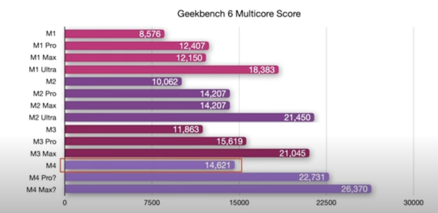 Geekbench 6 Multicore Score
M1 8,576
M1 Pro 12,407
M1 Max 12,150
M1 Ultra 18,383
M2 10,062
M2 Pro 14,207
M2 Max 14,207
M2 Ultra 21,450
M3 11,863
M3 Pro 15,619
M3 Max 21,045
M4 14,621
M4 Pro? 22,731
M4 Max? 26,370
0 7500 15000 22500 30000